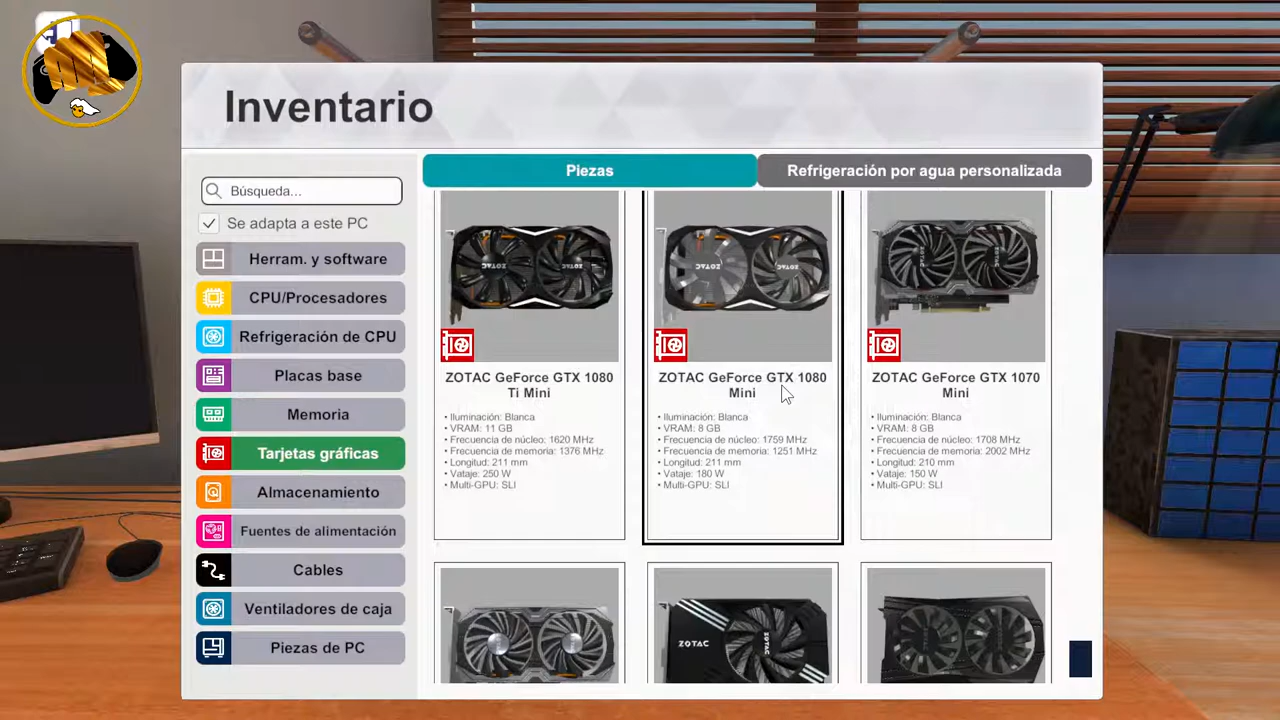 Inventario
Búsqueda...
Se adapta a este PC
Herram. y software
CPU/Procesadores
Refrigeración de CPU
Placas base
Memoria
Tarjetas gráficas
Almacenamiento
Fuentes de alimentación
Cables
Ventiladores de caja
Piezas de PC
Piezas
Refrigeración por agua personalizada
ZOTAC
ZOTAC
ZOTAC GeForce GTX 1080
Ti Mini
• Iluminación: Blanca
• VRAM: 11 GB
• Frecuencia de núcleo: 1620 MHz
• Frecuencia de memoria: 1376 MHz
• Longitud: 211 mm
• Vataje: 250 W
• Multi-GPU: SLI
ZOTAC
ZOTAC
ZOTAC GeForce GTX 1080
Mini
• Iluminación: Blanca
• VRAM: 8 GB
• Frecuencia de núcleo: 1759 MHz
• Frecuencia de memoria: 1251 MHz
• Longitud: 211 mm
• Vataje: 180 W
• Multi-GPU: SLI
ZOTAC GeForce GTX 1070
Mini
• Iluminación: Blanca
• VRAM: 8 GB
• Frecuencia de núcleo: 1708 MHz
• Frecuencia de memoria: 2002 MHz
• Longitud: 210 mm
• Vataje: 150 W
• Multi-GPU: SLI
ZOTAC
ZOTAC